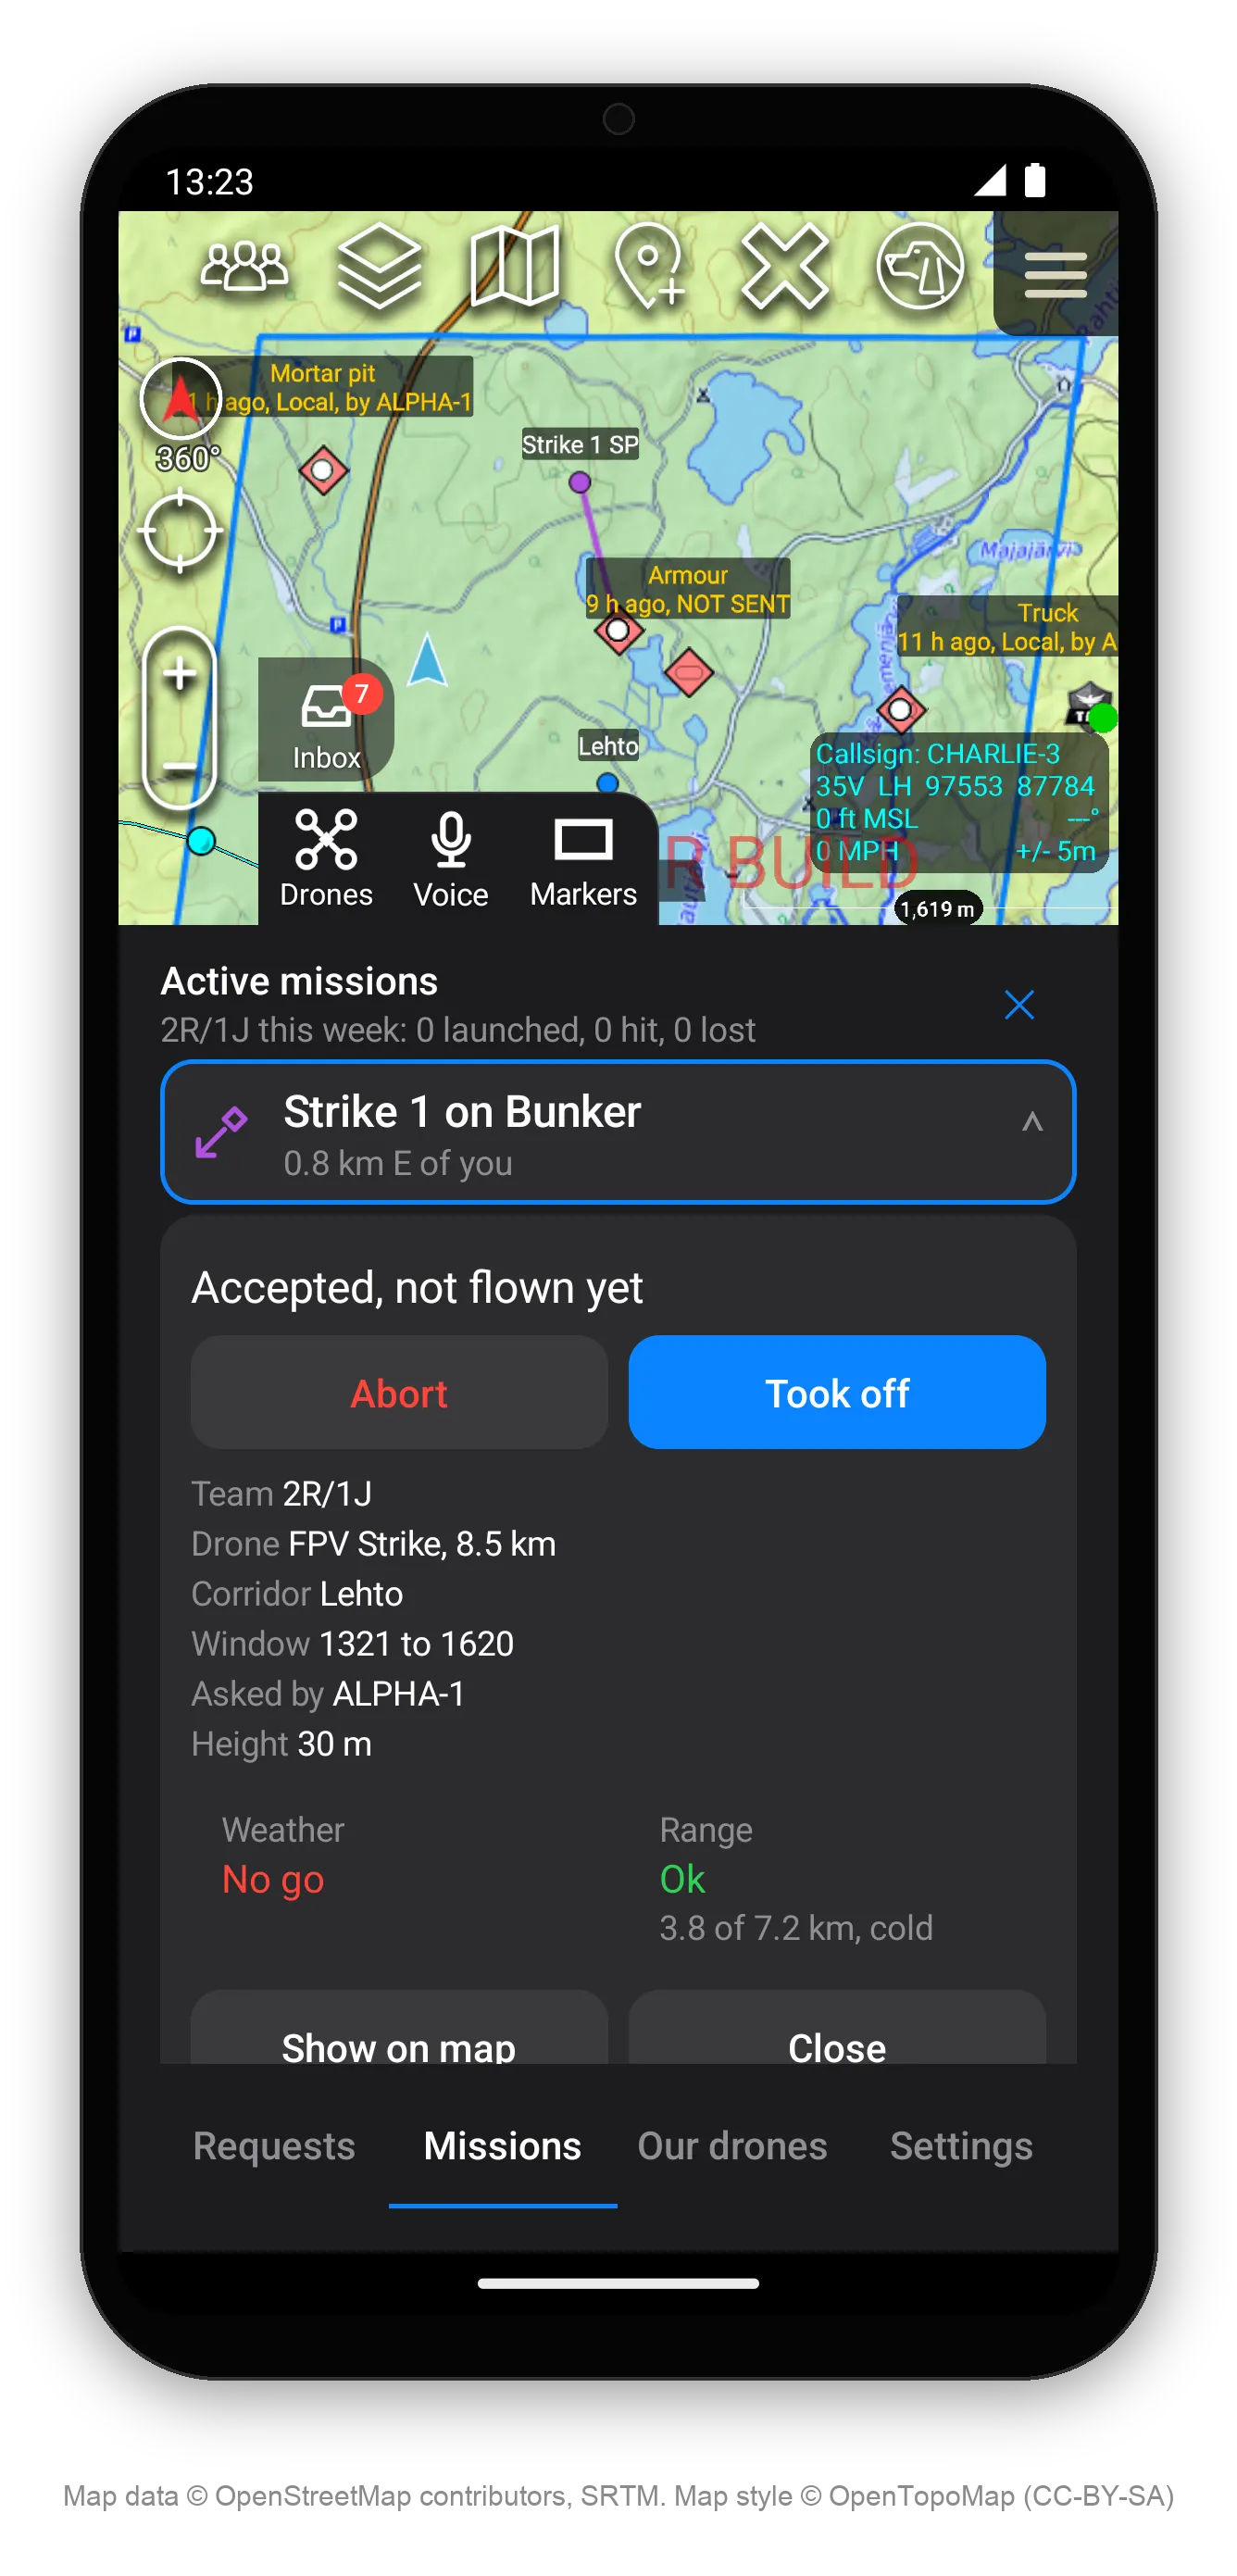 13:23
Mortar pit
1 h ago, Local, by ALPHA-1
360°
Strike 1 SP
Armour
9 h ago, NOT SENT
Majajärvi
Truck
11 h ago, Local, by A
7
Inbox
Lehto
Callsign: CHARLIE-3
35V LH 97553 87784
0 ft MSL ---°
0 MPH +/- 5m
R BUILD
1,619 m
Drones Voice Markers
Active missions
2R/1J this week: 0 launched, 0 hit, 0 lost
Strike 1 on Bunker
0.8 km E of you
Accepted, not flown yet
Abort Took off
Team 2R/1J
Drone FPV Strike, 8.5 km
Corridor Lehto
Window 1321 to 1620
Asked by ALPHA-1
Height 30 m
Weather Range
No go Ok
3.8 of 7.2 km, cold
Show on map Close
Requests Missions Our drones Settings
Map data © OpenStreetMap contributors, SRTM. Map style © OpenTopoMap (CC-BY-SA)